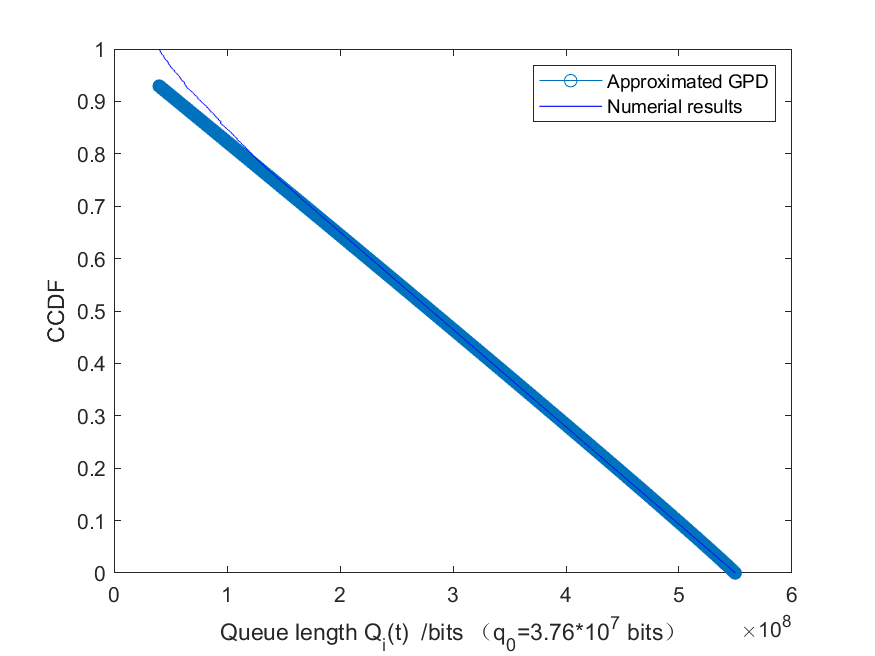 Approximated GPD
Numerial results
1
0.9
0.8
0.7
0.6
0.5
0.4
0.3
0.2
0.1
0
CCDF
0 1 2 3 4 5 6
×10^8
Queue length Q_i(t) /bits （q_0=3.76*10^7 bits）